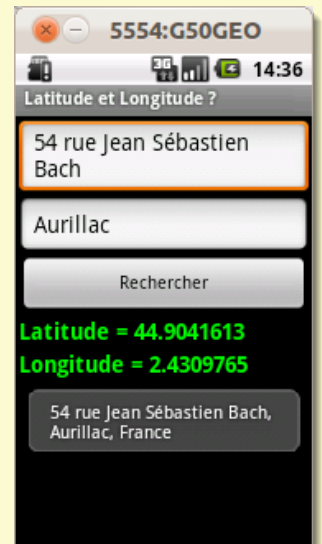 5554:G50GEO
3G 14:36
Latitude et Longitude ?
54 rue Jean Sébastien
Bach
Aurillac
Rechercher
Latitude = 44.9041613
Longitude = 2.4309765
54 rue Jean Sébastien Bach,
Aurillac, France